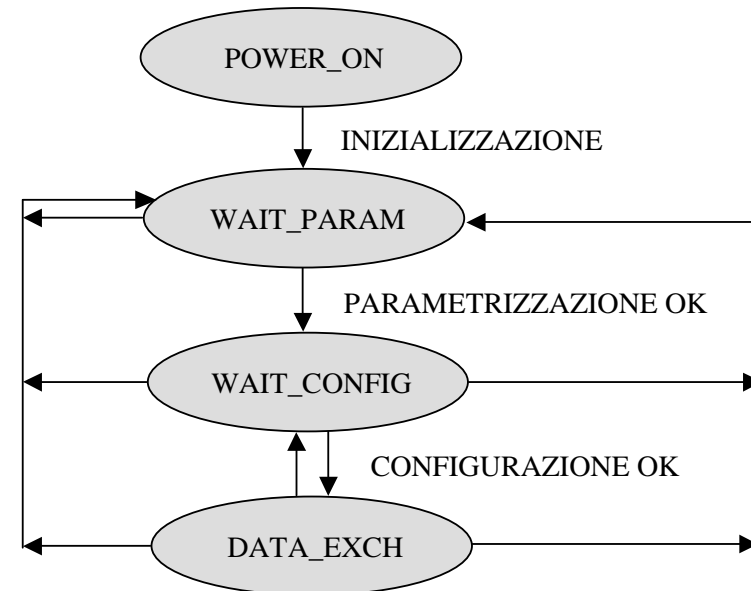 POWER_ON
INIZIALIZZAZIONE
WAIT_PARAM
PARAMETRIZZAZIONE OK
WAIT_CONFIG
CONFIGURAZIONE OK
DATA_EXCH